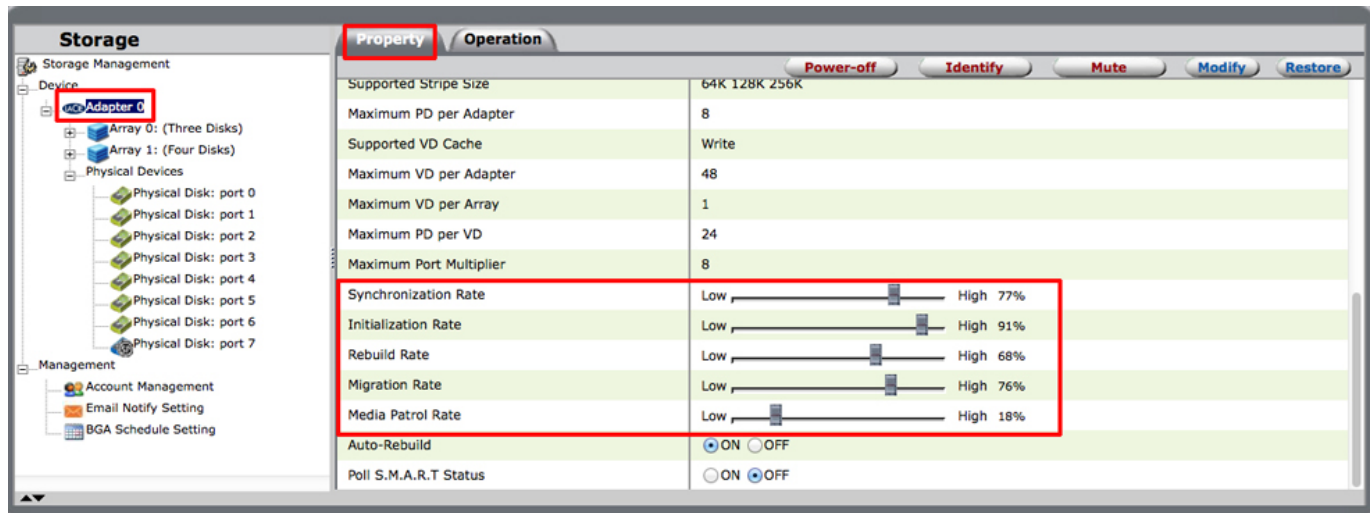 Storage
Storage Management
Device
Adapter 0
Array 0: (Three Disks)
Array 1: (Four Disks)
Physical Devices
Physical Disk: port 0
Physical Disk: port 1
Physical Disk: port 2
Physical Disk: port 3
Physical Disk: port 4
Physical Disk: port 5
Physical Disk: port 6
Physical Disk: port 7
Management
Account Management
Email Notify Setting
BGA Schedule Setting
Property Operation
Power-off Identify Mute Modify Restore
Supported Stripe Size 64K 128K 256K
Maximum PD per Adapter 8
Supported VD Cache Write
Maximum VD per Adapter 48
Maximum VD per Array 1
Maximum PD per VD 24
Maximum Port Multiplier 8
Synchronization Rate Low High 77%
Initialization Rate Low High 91%
Rebuild Rate Low High 68%
Migration Rate Low High 76%
Media Patrol Rate Low High 18%
Auto-Rebuild ON OFF
Poll S.M.A.R.T Status ON OFF